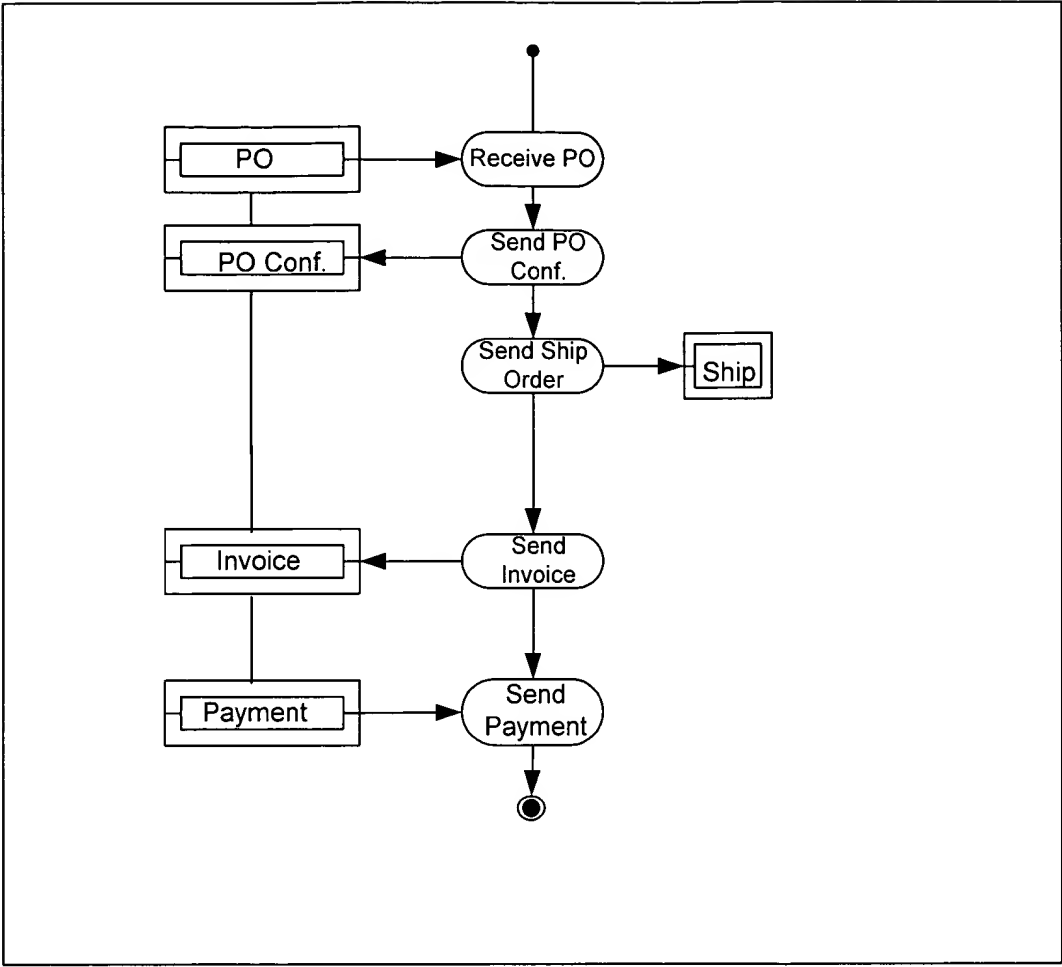 PO
Receive PO
PO Conf.
Send PO
Conf.
Send Ship
Order
Ship
Invoice
Send
Invoice
Payment
Send
Payment